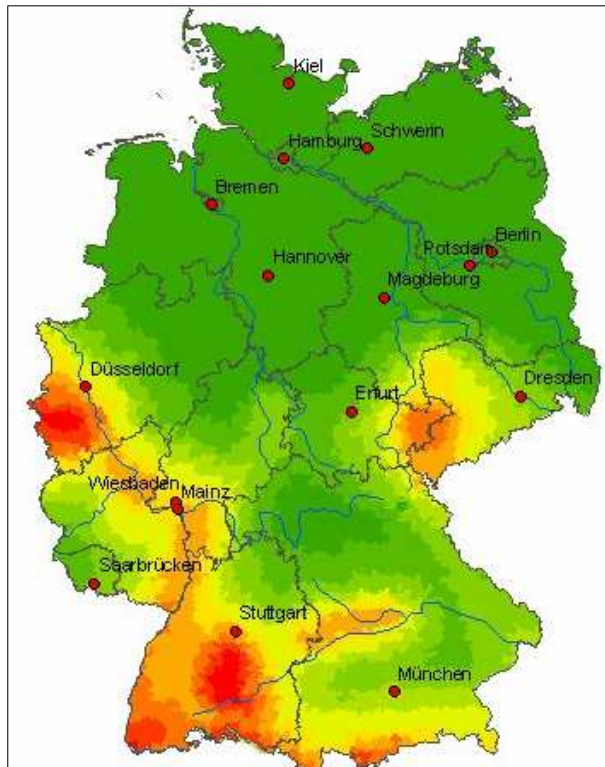 Kiel
Hamburg
Schwerin
Bremen
Berlin
Potsdam
Hannover
Magdeburg
Düsseldorf
Dresden
Erfurt
Wiesbaden
Mainz
Saarbrücken
Stuttgart
München